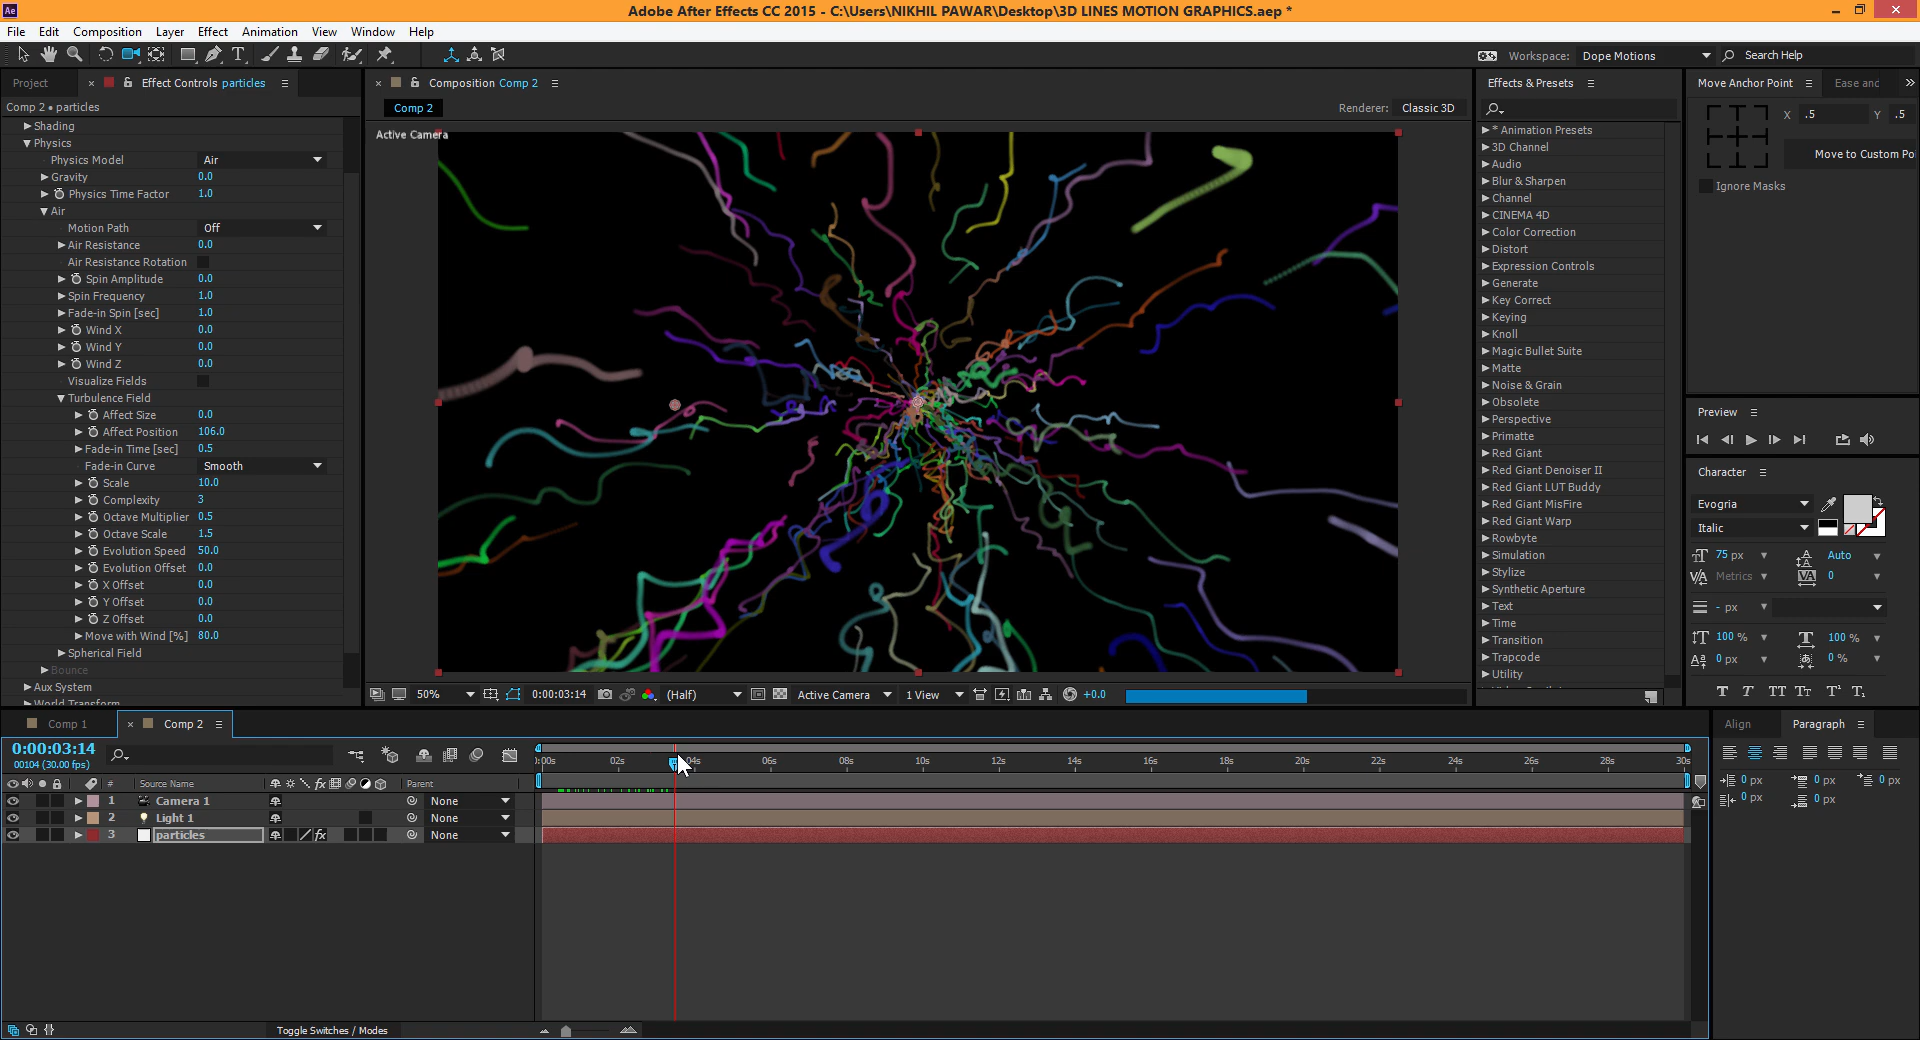 Ae Adobe After Effects CC 2015 - C:\Users\NIKHIL PAWAR\Desktop\3D LINES MOTION GRAPHICS.aep *
File Edit Composition Layer Effect Animation View Window Help
Workspace: Dope Motions Search Help
Project Effect Controls particles
Comp 2 • particles
Shading
Physics
Physics Model Air
Gravity 0.0
Physics Time Factor 1.0
Air
Motion Path Off
Air Resistance 0.0
Air Resistance Rotation
Spin Amplitude 0.0
Spin Frequency 1.0
Fade-in Spin [sec] 1.0
Wind X 0.0
Wind Y 0.0
Wind Z 0.0
Visualize Fields
Turbulence Field
Affect Size 0.0
Affect Position 106.0
Fade-in Time [sec] 0.5
Fade-in Curve Smooth
Scale 10.0
Complexity 3
Octave Multiplier 0.5
Octave Scale 1.5
Evolution Speed 50.0
Evolution Offset 0.0
X Offset 0.0
Y Offset 0.0
Z Offset 0.0
Move with Wind [%] 80.0
Spherical Field
Bounce
Aux System
World Transform
Composition Comp 2
Comp 2
Renderer: Classic 3D
Active Camera
50% 0:00:03:14 (Half) Active Camera 1 View +0.0
Effects & Presets
* Animation Presets
3D Channel
Audio
Blur & Sharpen
Channel
CINEMA 4D
Color Correction
Distort
Expression Controls
Generate
Key Correct
Keying
Knoll
Magic Bullet Suite
Matte
Noise & Grain
Obsolete
Perspective
Primatte
Red Giant
Red Giant Denoiser II
Red Giant LUT Buddy
Red Giant MisFire
Red Giant Warp
Rowbyte
Simulation
Stylize
Synthetic Aperture
Text
Time
Transition
Trapcode
Utility
Move Anchor Point Ease and
X .5 Y .5
Move to Custom Po
Ignore Masks
Preview
Character
Evogria
Italic
75 px Auto
Metrics 0
- px
100 % 100 %
0 px 0 %
Comp 1 Comp 2
0:00:03:14
00104 (30.00 fps)
:00s 02s 04s 06s 08s 10s 12s 14s 16s 18s 20s 22s 24s 26s 28s 30s
# Source Name Parent
1 Camera 1 None
2 Light 1 None
3 particles None
Toggle Switches / Modes
Align Paragraph
0 px 0 px 0 px
0 px 0 px